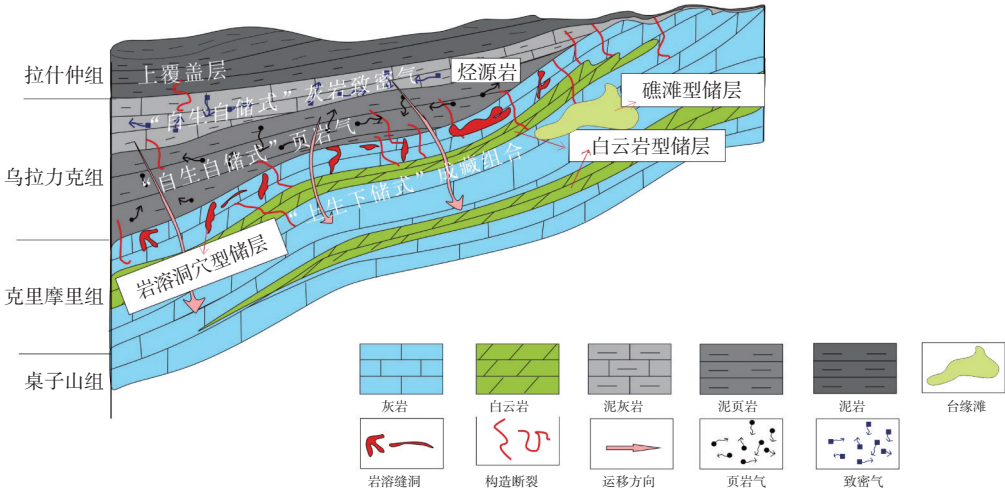 拉什仲组
乌拉力克组
克里摩里组
桌子山组
上覆盖层
“自生自储式”灰岩致密气
烃源岩
“自生自储式”页岩气
礁滩型储层
白云岩型储层
“上生下储式”成藏组合
岩溶洞穴型储层
灰岩
白云岩
泥灰岩
泥页岩
泥岩
台缘滩
岩溶缝洞
构造断裂
运移方向
页岩气
致密气